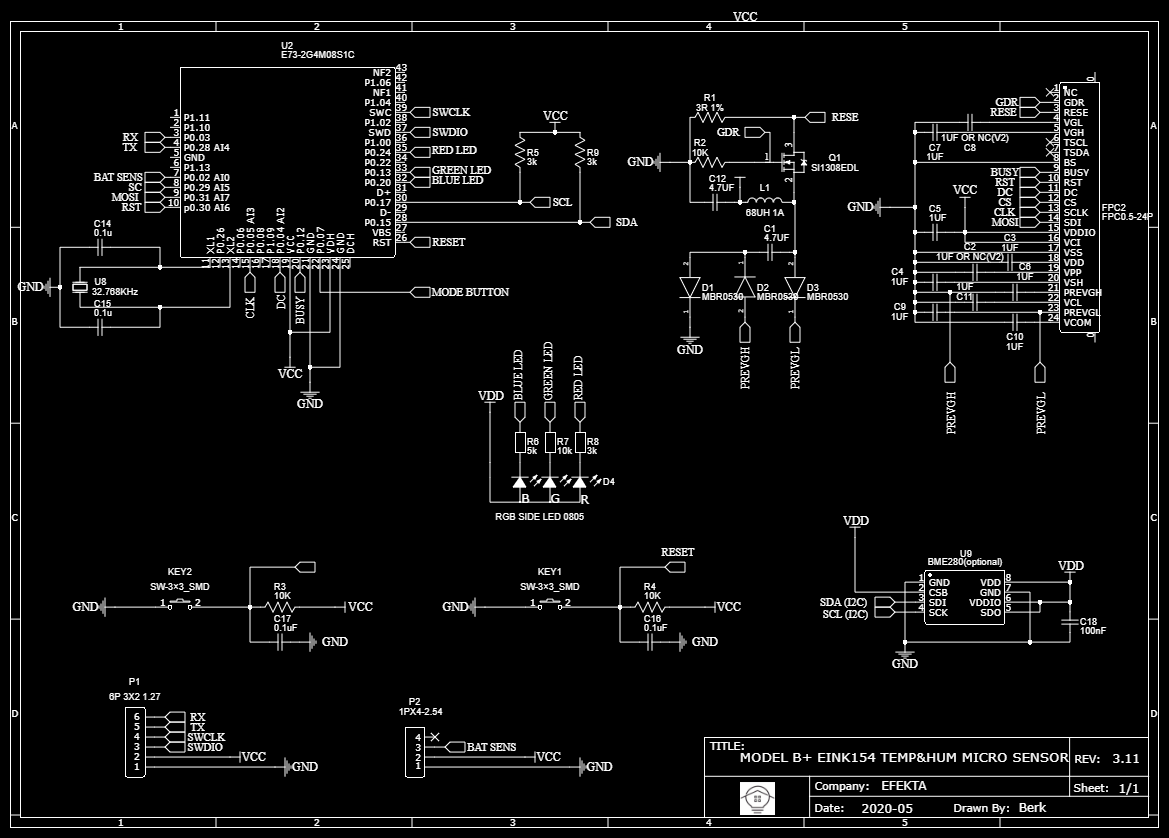 VCC
1 2 3 4 5
A
B
C
D
A
B
C
D
U2
E73-2G4M08S1C
1 P1.11
2 P1.10
RX 3 P0.03
TX 4 P0.28 AI4
5 GND
6 P1.13
BAT SENS 7 P0.02 AI0
SC 8 P0.29 AI5
MOSI 9 P0.31 AI7
RST 10 p0.30 AI6
NF2 43
P1.06 42
NF1 41
P1.04 40
SWC 39 SWCLK
P1.02 38
SWD 37 SWDIO
P1.00 36
P0.24 35 RED LED
P0.22 34
P0.13 33 GREEN LED
P0.20 32 BLUE LED
D+ 31
P0.17 30 SCL
D- 29
P0.15 28 SDA
VBS 27
RST 26 RESET
11 XL1
12 P0.26
13 XL2
14 P0.06
15 P0.05 AI3
16 P0.08
17 P1.09
18 P0.04 AI2
19 VCC
20 P0.12
21 GND
22 P0.07
23 VDH
24 GND
25 DCH
CLK
DC
BUSY
MODE BUTTON
VCC
GND
C14
0.1u
GND
U8
32.768KHz
C15
0.1u
VCC
R5
3k
R9
3k
R1
3R 1%
RESE
GDR
R2
10K
GND
3
1
2
Q1
SI1308EDL
C12
4.7UF
L1
68UH 1A
C1
4.7UF
2 1 2
D1
MBR0530
D2
MBR0530
D3
MBR0530
1 2 1
GND
PREVGH
PREVGL
0
1 NC
GDR 2 GDR
RESE 3 RESE
4 VGL
5 VGH
6 TSCL
7 TSDA
8 BS
BUSY 9 BUSY
RST 10 RST
DC 11 DC
CS 12 CS
CLK 13 SCLK
MOSI 14 SDI
15 VDDIO
16 VCI
17 VSS
18 VDD
19 VPP
20 VSH
21 PREVGH
22 VCL
23 PREVGL
24 VCOM
0
FPC2
FPC0.5-24P
1UF OR NC(V2)
C7
1UF
C8
VCC
GND
C5
1UF
C3
1UF
C2
1UF OR NC(V2)
C4
1UF
C6
1UF
1UF
C11
C9
1UF
C10
1UF
PREVGH
PREVGL
VDD
BLUE LED
GREEN LED
RED LED
R6
5k
R7
10k
R8
3k
D4
B G R
RGB SIDE LED 0805
KEY2
SW-3×3_SMD
GND 1 2
R3
10K
VCC
C17
0.1uF
GND
KEY1
SW-3×3_SMD
GND 1 2
RESET
R4
10K
VCC
C16
0.1uF
GND
VDD
U9
BME280(optional)
1 GND
2 CSB
SDA (I2C) 3 SDI
SCL (I2C) 4 SCK
VDD 8
GND 7
VDDIO 6
SDO 5
VDD
C18
100nF
GND
P1
6P 3X2 1.27
6 RX
5 TX
4 SWCLK
3 SWDIO
2 VCC
1 GND
P2
1PX4-2.54
4
3 BAT SENS
2 VCC
1 GND
TITLE:
MODEL B+ EINK154 TEMP&HUM MICRO SENSOR
REV: 3.11
Company: EFEKTA
Sheet: 1/1
Date: 2020-05
Drawn By: Berk
1 2 3 4 5